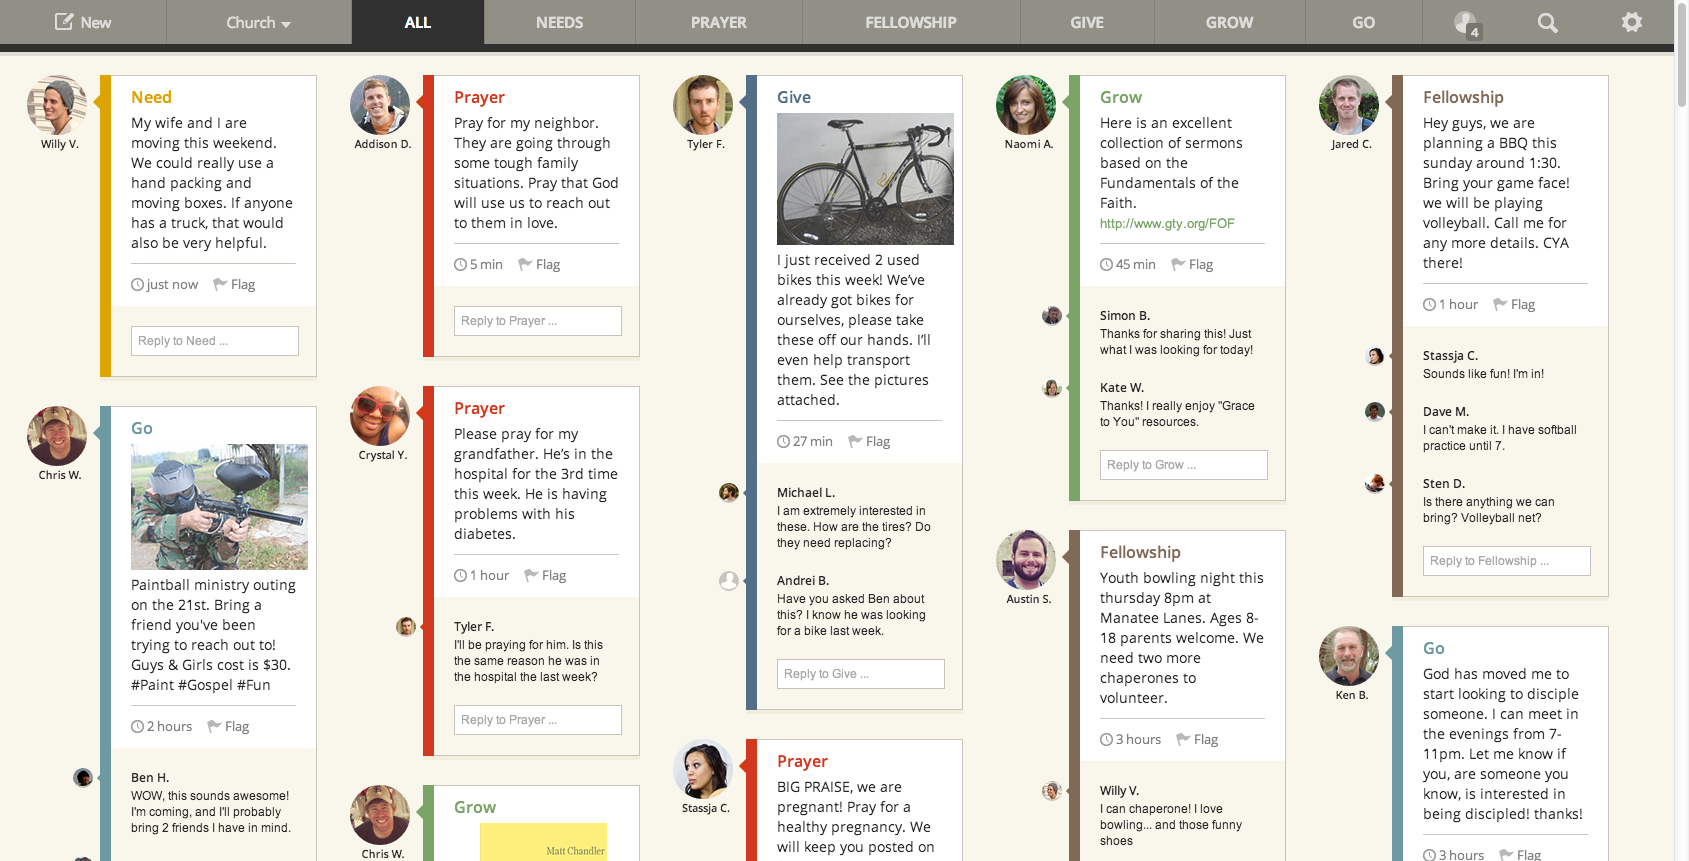 New
Church
ALL
NEEDS
PRAYER
FELLOWSHIP
GIVE
GROW
GO
4
Willy V.
Need
My wife and I are
moving this weekend.
We could really use a
hand packing and
moving boxes. If anyone
has a truck, that would
also be very helpful.
just now
Flag
Reply to Need ...
Chris W.
Go
Paintball ministry outing
on the 21st. Bring a
friend you've been
trying to reach out to!
Guys & Girls cost is $30.
#Paint #Gospel #Fun
2 hours
Flag
Ben H.
WOW, this sounds awesome!
I'm coming, and I'll probably
bring 2 friends I have in mind.
Addison D.
Prayer
Pray for my neighbor.
They are going through
some tough family
situations. Pray that God
will use us to reach out
to them in love.
5 min
Flag
Reply to Prayer ...
Crystal Y.
Prayer
Please pray for my
grandfather. He's in the
hospital for the 3rd time
this week. He is having
problems with his
diabetes.
1 hour
Flag
Tyler F.
I'll be praying for him. Is this
the same reason he was in
the hospital the last week?
Reply to Prayer ...
Chris W.
Grow
Matt Chandler
Tyler F.
Give
I just received 2 used
bikes this week! We've
already got bikes for
ourselves, please take
these off our hands. I'll
even help transport
them. See the pictures
attached.
27 min
Flag
Michael L.
I am extremely interested in
these. How are the tires? Do
they need replacing?
Andrei B.
Have you asked Ben about
this? I know he was looking
for a bike last week.
Reply to Give ...
Stassja C.
Prayer
BIG PRAISE, we are
pregnant! Pray for a
healthy pregnancy. We
will keep you posted on
Naomi A.
Grow
Here is an excellent
collection of sermons
based on the
Fundamentals of the
Faith.
http://www.gty.org/FOF
45 min
Flag
Simon B.
Thanks for sharing this! Just
what I was looking for today!
Kate W.
Thanks! I really enjoy "Grace
to You" resources.
Reply to Grow ...
Austin S.
Fellowship
Youth bowling night this
thursday 8pm at
Manatee Lanes. Ages 8-
18 parents welcome. We
need two more
chaperones to
volunteer.
3 hours
Flag
Willy V.
I can chaperone! I love
bowling... and those funny
shoes
Jared C.
Fellowship
Hey guys, we are
planning a BBQ this
sunday around 1:30.
Bring your game face!
we will be playing
volleyball. Call me for
any more details. CYA
there!
1 hour
Flag
Stassja C.
Sounds like fun! I'm in!
Dave M.
I can't make it. I have softball
practice until 7.
Sten D.
Is there anything we can
bring? Volleyball net?
Reply to Fellowship ...
Ken B.
Go
God has moved me to
start looking to disciple
someone. I can meet in
the evenings from 7-
11pm. Let me know if
you, are someone you
know, is interested in
being discipled! thanks!
3 hours
Flag